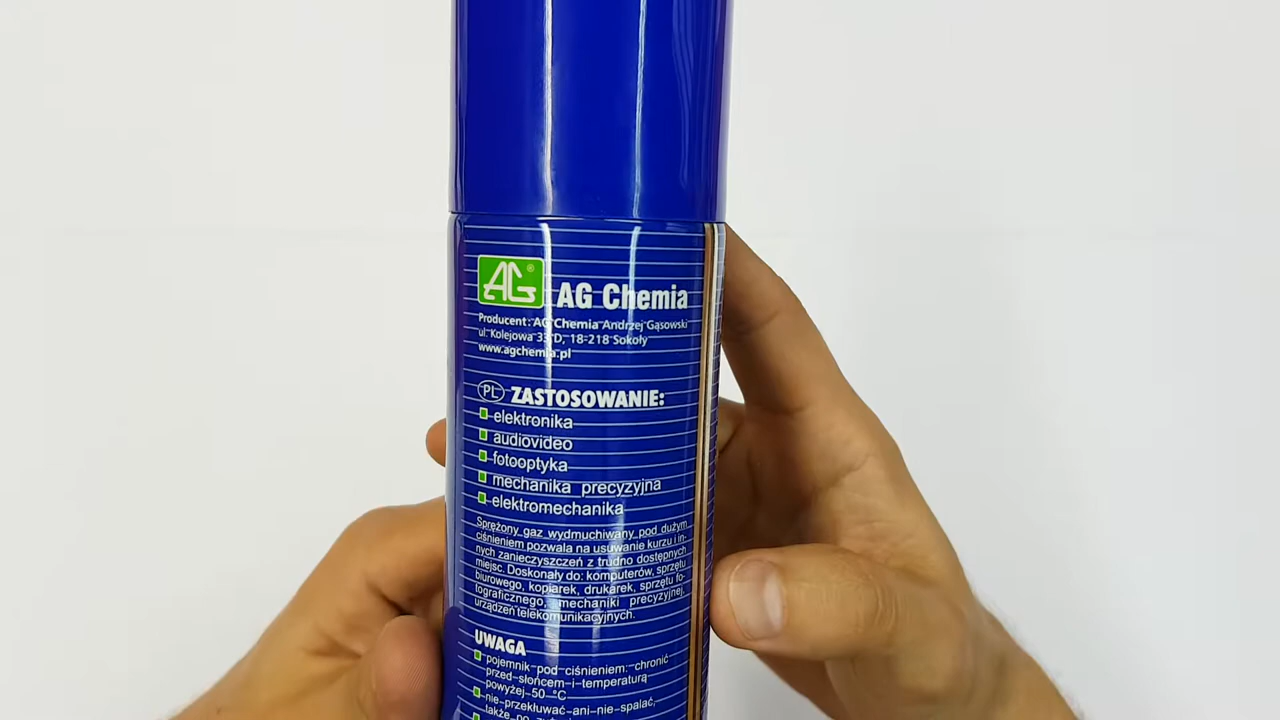 AG®
AG Chemia
Producent: AG Chemia Andrzej Gąsowski
ul. Kolejowa 33 D, 18-218 Sokoły
www.agchemia.pl
PL ZASTOSOWANIE:
elektronika
audiovideo
fotooptyka
mechanika precyzyjna
elektromechanika
Sprężony gaz wydmuchiwany pod dużym
ciśnieniem pozwala na usuwanie kurzu i in-
nych zanieczyszczeń z trudno dostępnych
miejsc. Doskonały do: komputerów, sprzętu
biurowego, kopiarek, drukarek, sprzętu fo-
tograficznego, mechaniki precyzyjnej,
urządzeń telekomunikacyjnych.
UWAGA
pojemnik pod ciśnieniem: chronić
przed słońcem i temperaturą
powyżej 50 °C
nie przekłuwać ani nie spalać,
także po